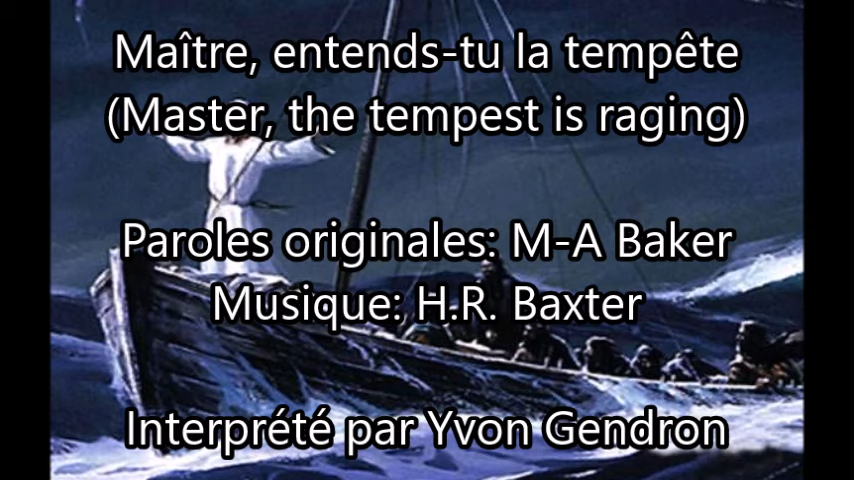 Maître, entends-tu la tempête
(Master, the tempest is raging)
Paroles originales: M-A Baker
Musique: H.R. Baxter
Interprété par Yvon Gendron